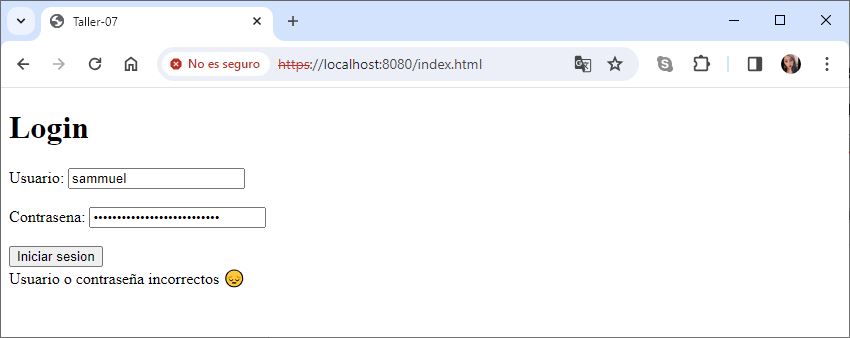 Taller-07
No es seguro https://localhost:8080/index.html
Login
Usuario: sammuel
Contrasena: ••••••••••••••••••••••••••••
Iniciar sesion
Usuario o contraseña incorrectos 😔